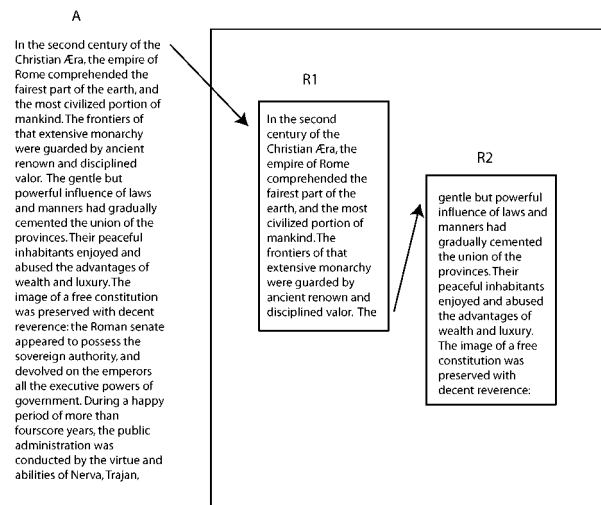 A
In the second century of the
Christian Æra, the empire of
Rome comprehended the
fairest part of the earth, and
the most civilized portion of
mankind. The frontiers of
that extensive monarchy
were guarded by ancient
renown and disciplined
valor. The gentle but
powerful influence of laws
and manners had gradually
cemented the union of the
provinces. Their peaceful
inhabitants enjoyed and
abused the advantages of
wealth and luxury. The
image of a free constitution
was preserved with decent
reverence: the Roman senate
appeared to possess the
sovereign authority, and
devolved on the emperors
all the executive powers of
government. During a happy
period of more than
fourscore years, the public
administration was
conducted by the virtue and
abilities of Nerva, Trajan,
R1
In the second
century of the
Christian Æra, the
empire of Rome
comprehended the
fairest part of the
earth, and the most
civilized portion of
mankind. The
frontiers of that
extensive monarchy
were guarded by
ancient renown and
disciplined valor. The
R2
gentle but powerful
influence of laws and
manners had
gradually cemented
the union of the
provinces. Their
peaceful inhabitants
enjoyed and abused
the advantages of
wealth and luxury.
The image of a free
constitution was
preserved with
decent reverence: